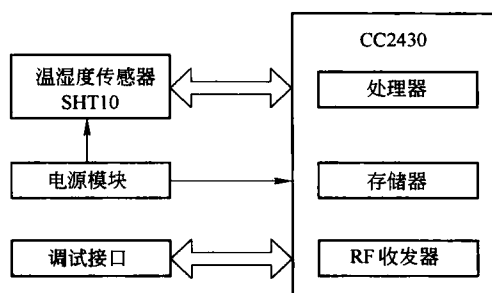 温湿度传感器
SHT10
电源模块
调试接口
CC2430
处理器
存储器
RF收发器